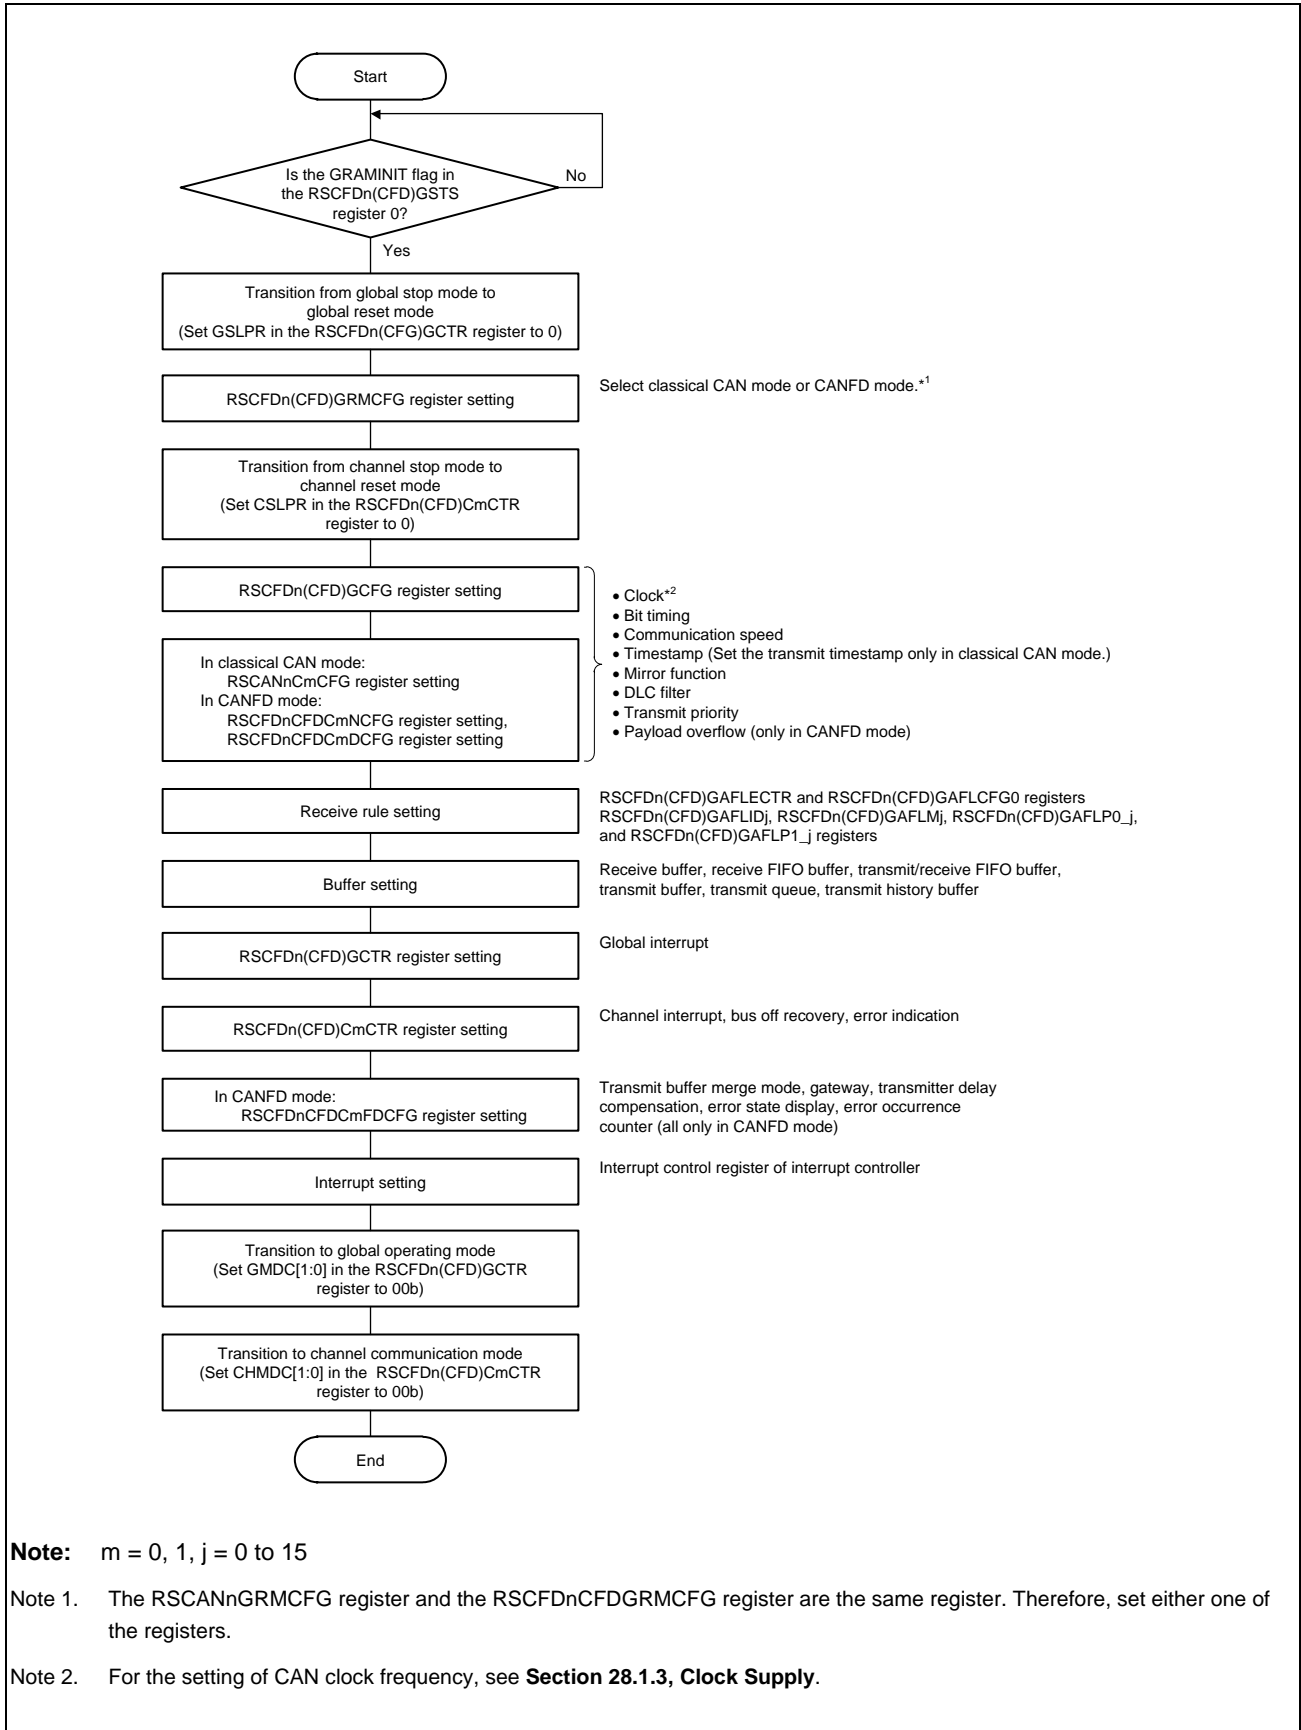 Start
Is the GRAMINIT flag in
the RSCFDn(CFD)GSTS
register 0?
No
Yes
Transition from global stop mode to
global reset mode
(Set GSLPR in the RSCFDn(CFG)GCTR register to 0)
RSCFDn(CFD)GRMCFG register setting
Select classical CAN mode or CANFD mode.*1
Transition from channel stop mode to
channel reset mode
(Set CSLPR in the RSCFDn(CFD)CmCTR
register to 0)
RSCFDn(CFD)GCFG register setting
In classical CAN mode:
RSCANnCmCFG register setting
In CANFD mode:
RSCFDnCFDCmNCFG register setting,
RSCFDnCFDCmDCFG register setting
• Clock*2
• Bit timing
• Communication speed
• Timestamp (Set the transmit timestamp only in classical CAN mode.)
• Mirror function
• DLC filter
• Transmit priority
• Payload overflow (only in CANFD mode)
Receive rule setting
RSCFDn(CFD)GAFLECTR and RSCFDn(CFD)GAFLCFG0 registers
RSCFDn(CFD)GAFLIDj, RSCFDn(CFD)GAFLMj, RSCFDn(CFD)GAFLP0_j,
and RSCFDn(CFD)GAFLP1_j registers
Buffer setting
Receive buffer, receive FIFO buffer, transmit/receive FIFO buffer,
transmit buffer, transmit queue, transmit history buffer
RSCFDn(CFD)GCTR register setting
Global interrupt
RSCFDn(CFD)CmCTR register setting
Channel interrupt, bus off recovery, error indication
In CANFD mode:
RSCFDnCFDCmFDCFG register setting
Transmit buffer merge mode, gateway, transmitter delay
compensation, error state display, error occurrence
counter (all only in CANFD mode)
Interrupt setting
Interrupt control register of interrupt controller
Transition to global operating mode
(Set GMDC[1:0] in the RSCFDn(CFD)GCTR
register to 00b)
Transition to channel communication mode
(Set CHMDC[1:0] in the RSCFDn(CFD)CmCTR
register to 00b)
End
Note: m = 0, 1, j = 0 to 15
Note 1. The RSCANnGRMCFG register and the RSCFDnCFDGRMCFG register are the same register. Therefore, set either one of
the registers.
Note 2. For the setting of CAN clock frequency, see Section 28.1.3, Clock Supply.